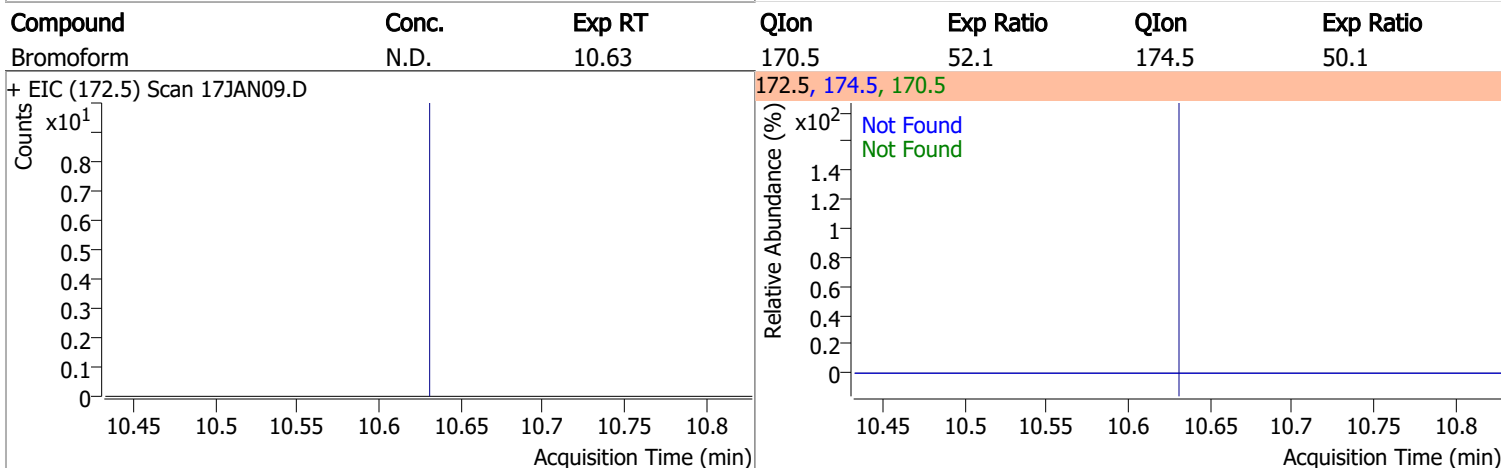 Compound Conc. Exp RT QIon Exp Ratio QIon Exp Ratio
Bromoform N.D. 10.63 170.5 52.1 174.5 50.1
+ EIC (172.5) Scan 17JAN09.D
Counts
x10¹
0.8
0.7
0.6
0.5
0.4
0.3
0.2
0.1
0
10.45 10.5 10.55 10.6 10.65 10.7 10.75 10.8
Acquisition Time (min)
172.5, 174.5, 170.5
Relative Abundance (%)
x10²
Not Found
Not Found
1.4
1.2
1
0.8
0.6
0.4
0.2
0
10.45 10.5 10.55 10.6 10.65 10.7 10.75 10.8
Acquisition Time (min)